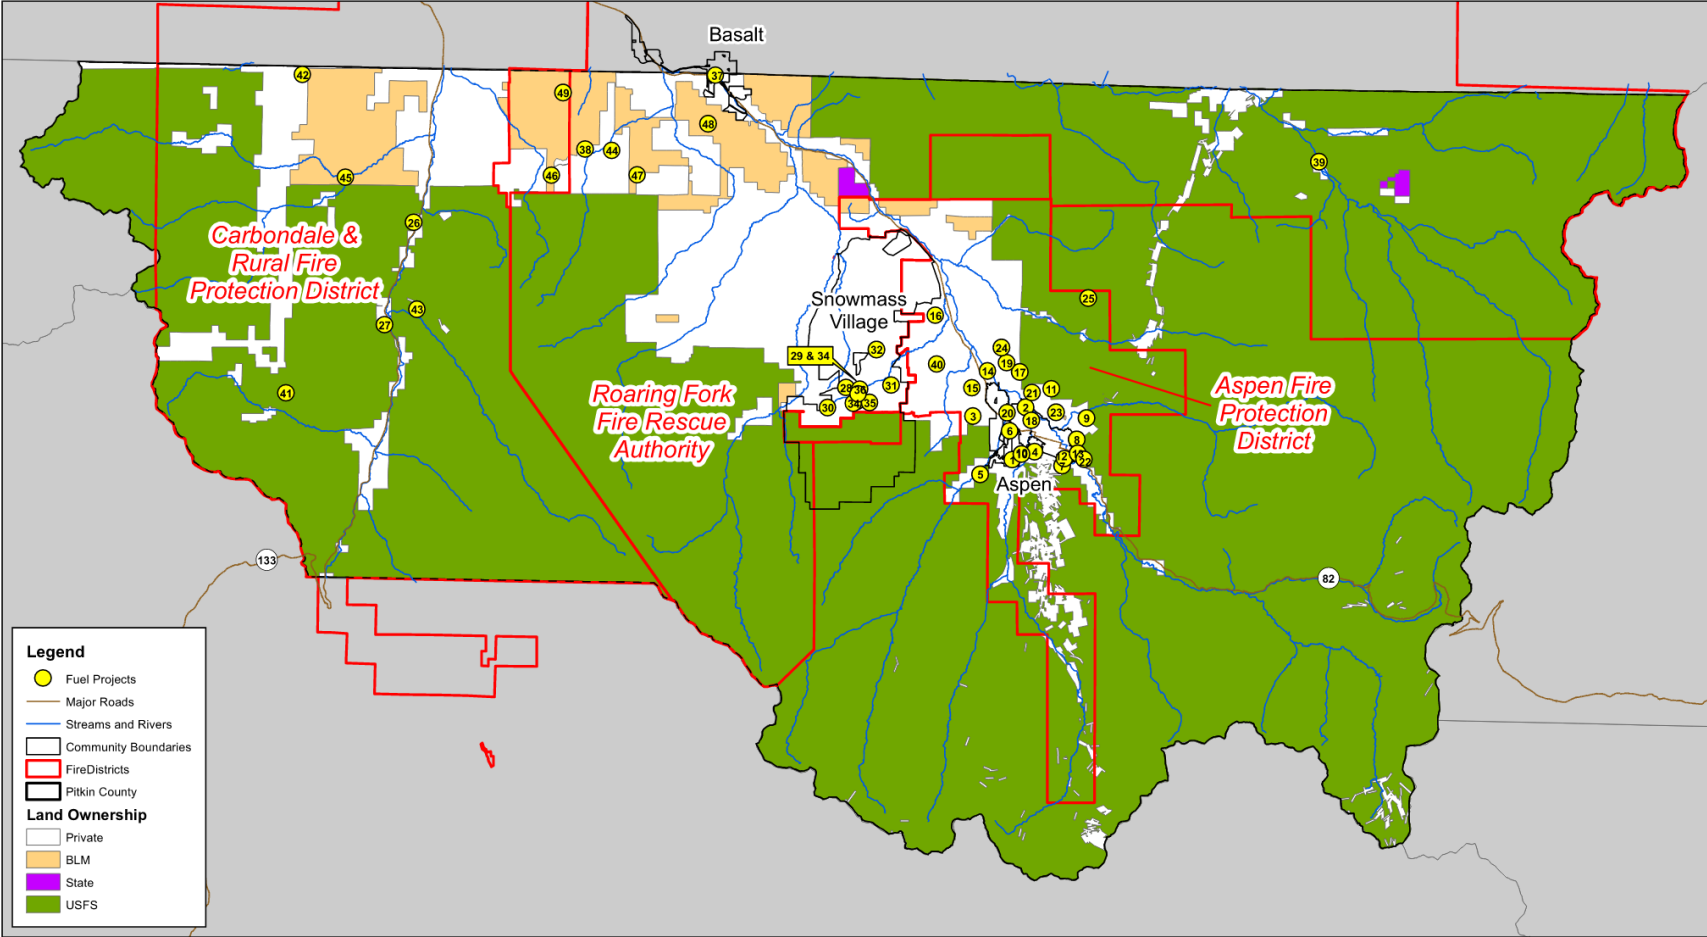 Basalt
37
42
49
48
38
44
39
45
46
47
26
Carbondale &
Rural Fire
Protection District
25
Snowmass
Village
43
16
27
24
32
29 & 34
19
40
17
14
31
Roaring Fork
Fire Rescue
Authority
28
36
15
21
11
Aspen Fire
Protection
District
41
34
35
30
20
2
23
3
18
9
6
8
1
10
4
12
13
22
7
5
Aspen
133
82
Legend
Fuel Projects
Major Roads
Streams and Rivers
Community Boundaries
FireDistricts
Pitkin County
Land Ownership
Private
BLM
State
USFS